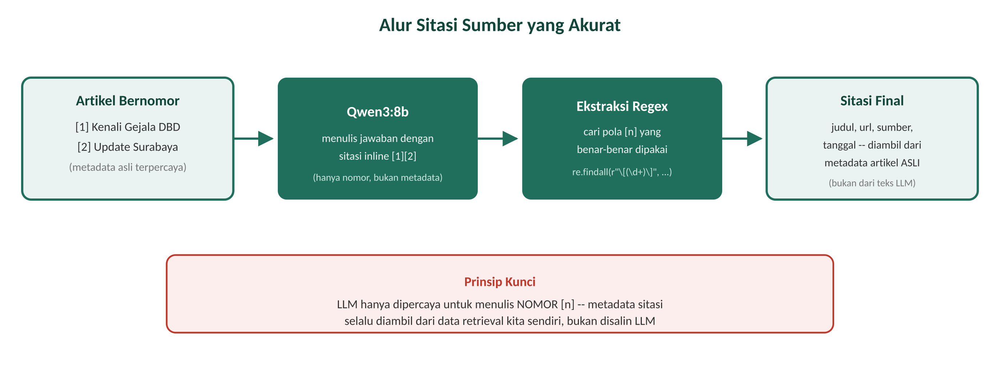 Alur Sitasi Sumber yang Akurat
Artikel Bernomor
[1] Kenali Gejala DBD
[2] Update Surabaya
(metadata asli terpercaya)
Qwen3:8b
menulis jawaban dengan
sitasi inline [1][2]
(hanya nomor, bukan metadata)
Ekstraksi Regex
cari pola [n] yang
benar-benar dipakai
re.findall(r"\[(\d+)\]", ...)
Sitasi Final
judul, url, sumber,
tanggal -- diambil dari
metadata artikel ASLI
(bukan dari teks LLM)
Prinsip Kunci
LLM hanya dipercaya untuk menulis NOMOR [n] -- metadata sitasi
selalu diambil dari data retrieval kita sendiri, bukan disalin LLM